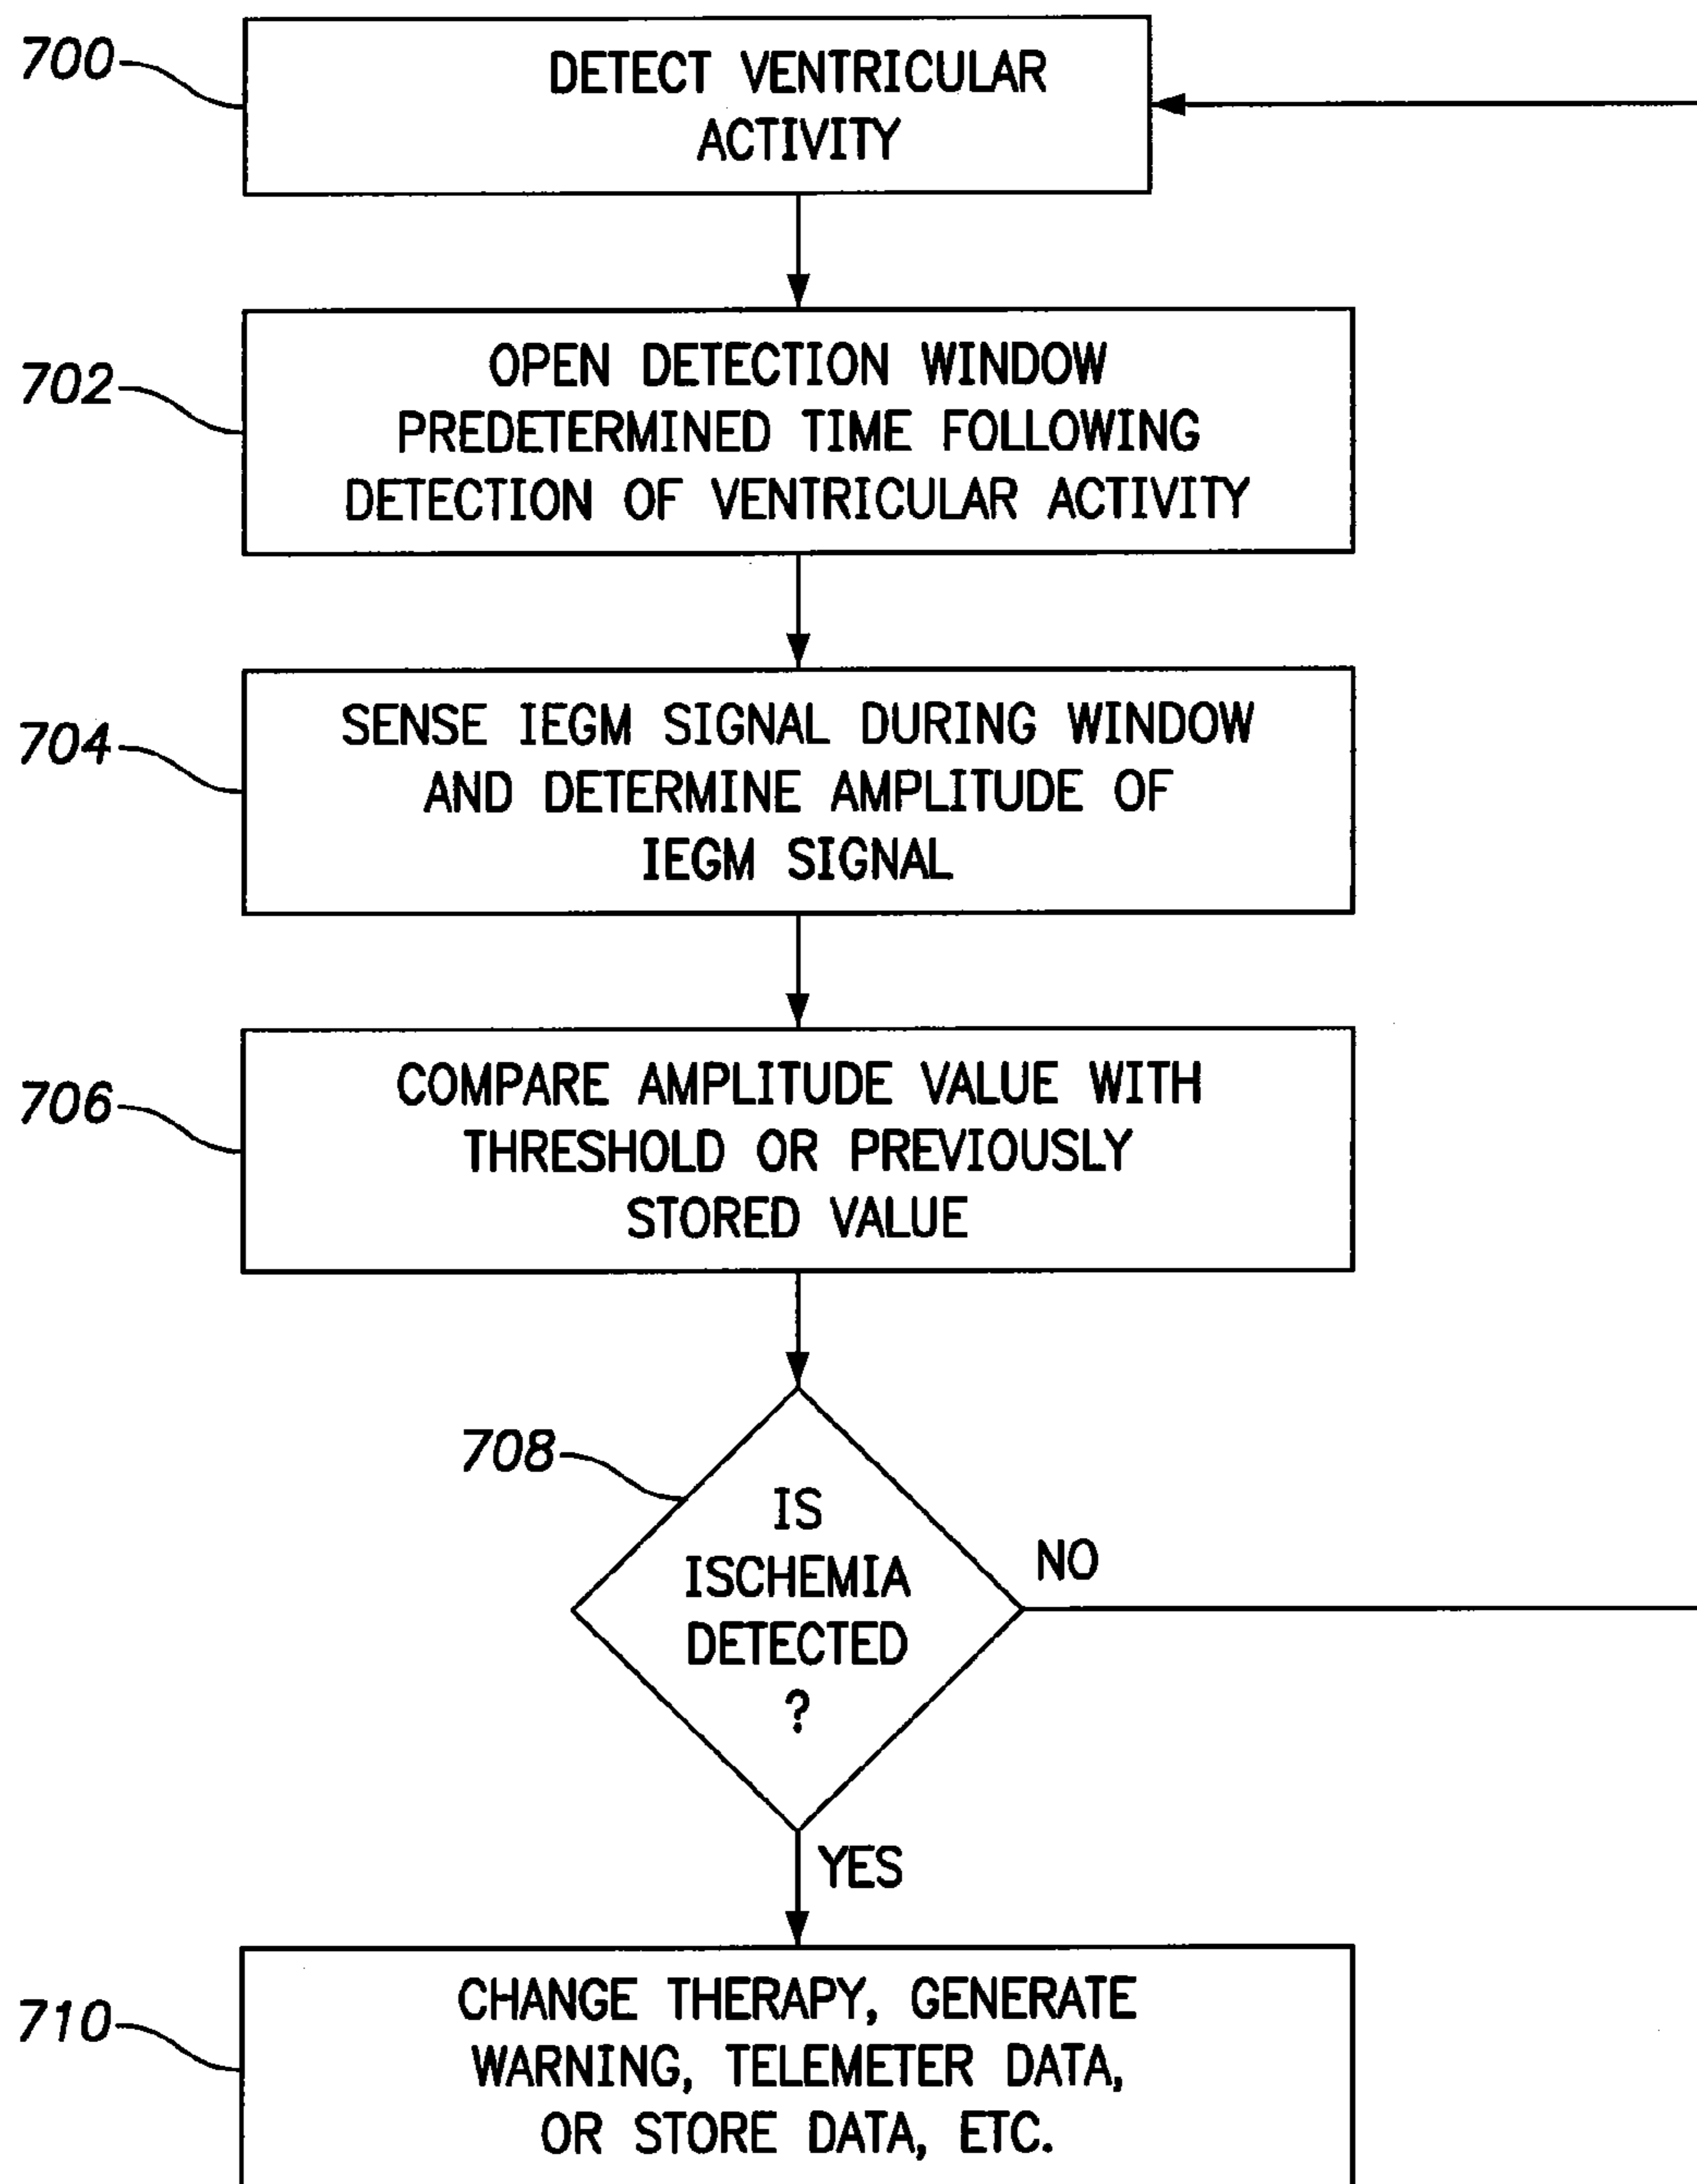 700
DETECT VENTRICULAR
ACTIVITY
702
OPEN DETECTION WINDOW
PREDETERMINED TIME FOLLOWING
DETECTION OF VENTRICULAR ACTIVITY
704
SENSE IEGM SIGNAL DURING WINDOW
AND DETERMINE AMPLITUDE OF
IEGM SIGNAL
706
COMPARE AMPLITUDE VALUE WITH
THRESHOLD OR PREVIOUSLY
STORED VALUE
708
IS
ISCHEMIA
DETECTED
?
NO
YES
710
CHANGE THERAPY, GENERATE
WARNING, TELEMETER DATA,
OR STORE DATA, ETC.